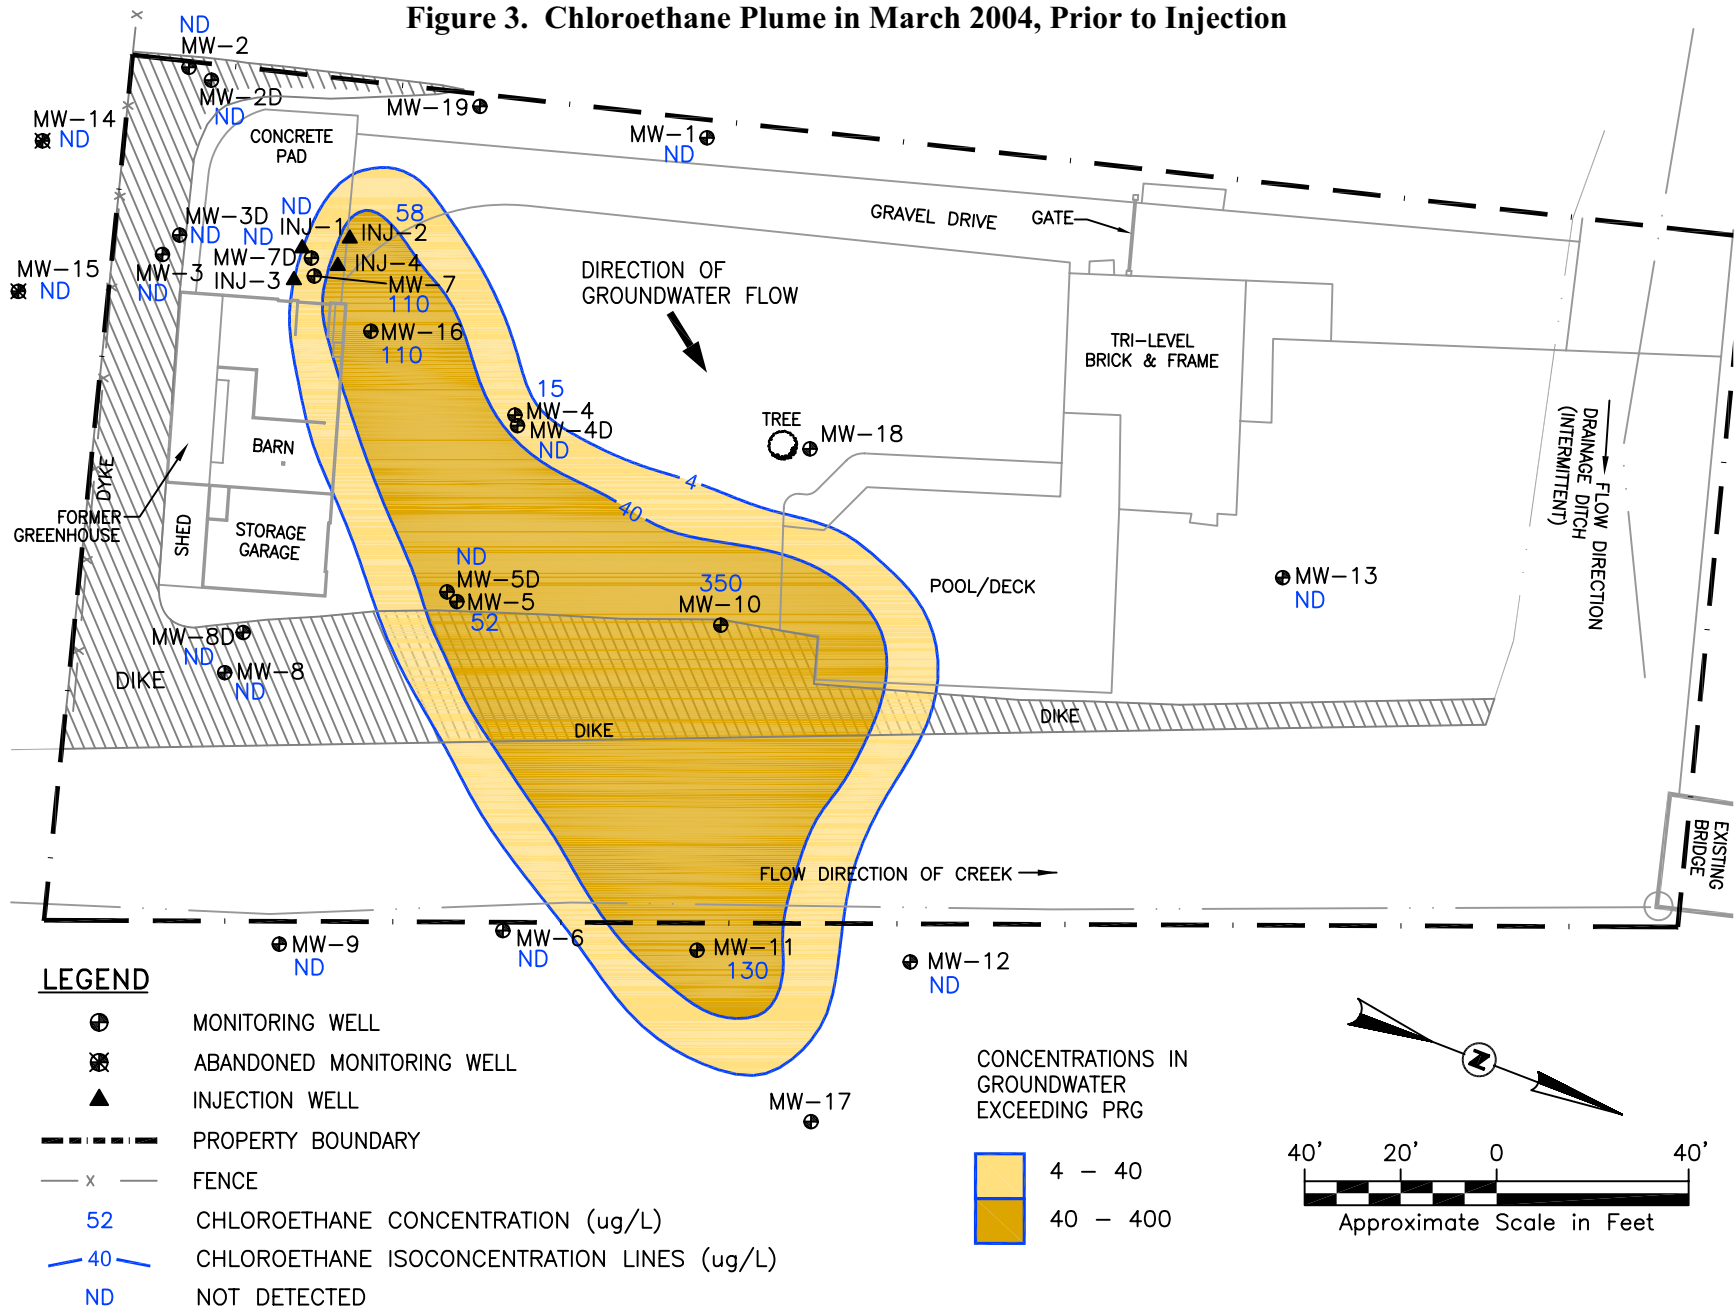 Figure 3. Chloroethane Plume in March 2004, Prior to Injection
ND
MW-2
MW-2D
ND
MW-14
ND
MW-19
MW-1
ND
CONCRETE
PAD
ND
58
MW-3D
ND
ND
INJ-1
INJ-2
GRAVEL DRIVE
GATE
MW-7D
INJ-4
MW-15
ND
MW-3
ND
INJ-3
MW-7
110
DIRECTION OF
GROUNDWATER FLOW
MW-16
110
TRI-LEVEL
BRICK & FRAME
15
MW-4
MW-4D
ND
TREE
MW-18
BARN
DYKE
4
40
FORMER
GREENHOUSE
SHED
STORAGE
GARAGE
FLOW DIRECTION
DRAINAGE DITCH
(INTERMITTENT)
ND
MW-5D
MW-5
52
350
MW-10
POOL/DECK
MW-13
ND
MW-8D
ND
MW-8
ND
DIKE
DIKE
DIKE
EXISTING
BRIDGE
FLOW DIRECTION OF CREEK
MW-9
ND
MW-6
ND
MW-11
130
MW-12
ND
MW-17
LEGEND
MONITORING WELL
ABANDONED MONITORING WELL
INJECTION WELL
PROPERTY BOUNDARY
x FENCE
52 CHLOROETHANE CONCENTRATION (ug/L)
40 CHLOROETHANE ISOCONCENTRATION LINES (ug/L)
ND NOT DETECTED
CONCENTRATIONS IN
GROUNDWATER
EXCEEDING PRG
4 - 40
40 - 400
N
40' 20' 0 40'
Approximate Scale in Feet